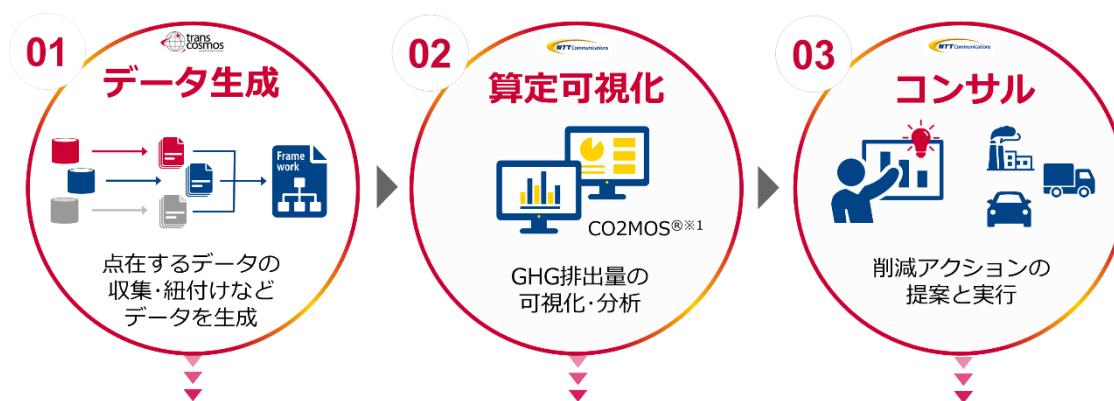 01
trans
cosmos
データ生成
Frame
work
点在するデータの
収集・紐付けなど
データを生成
02
NTT Communications
算定可視化
CO2MOS®※1
GHG排出量の
可視化・分析
03
NTT Communications
コンサル
削減アクションの
提案と実行